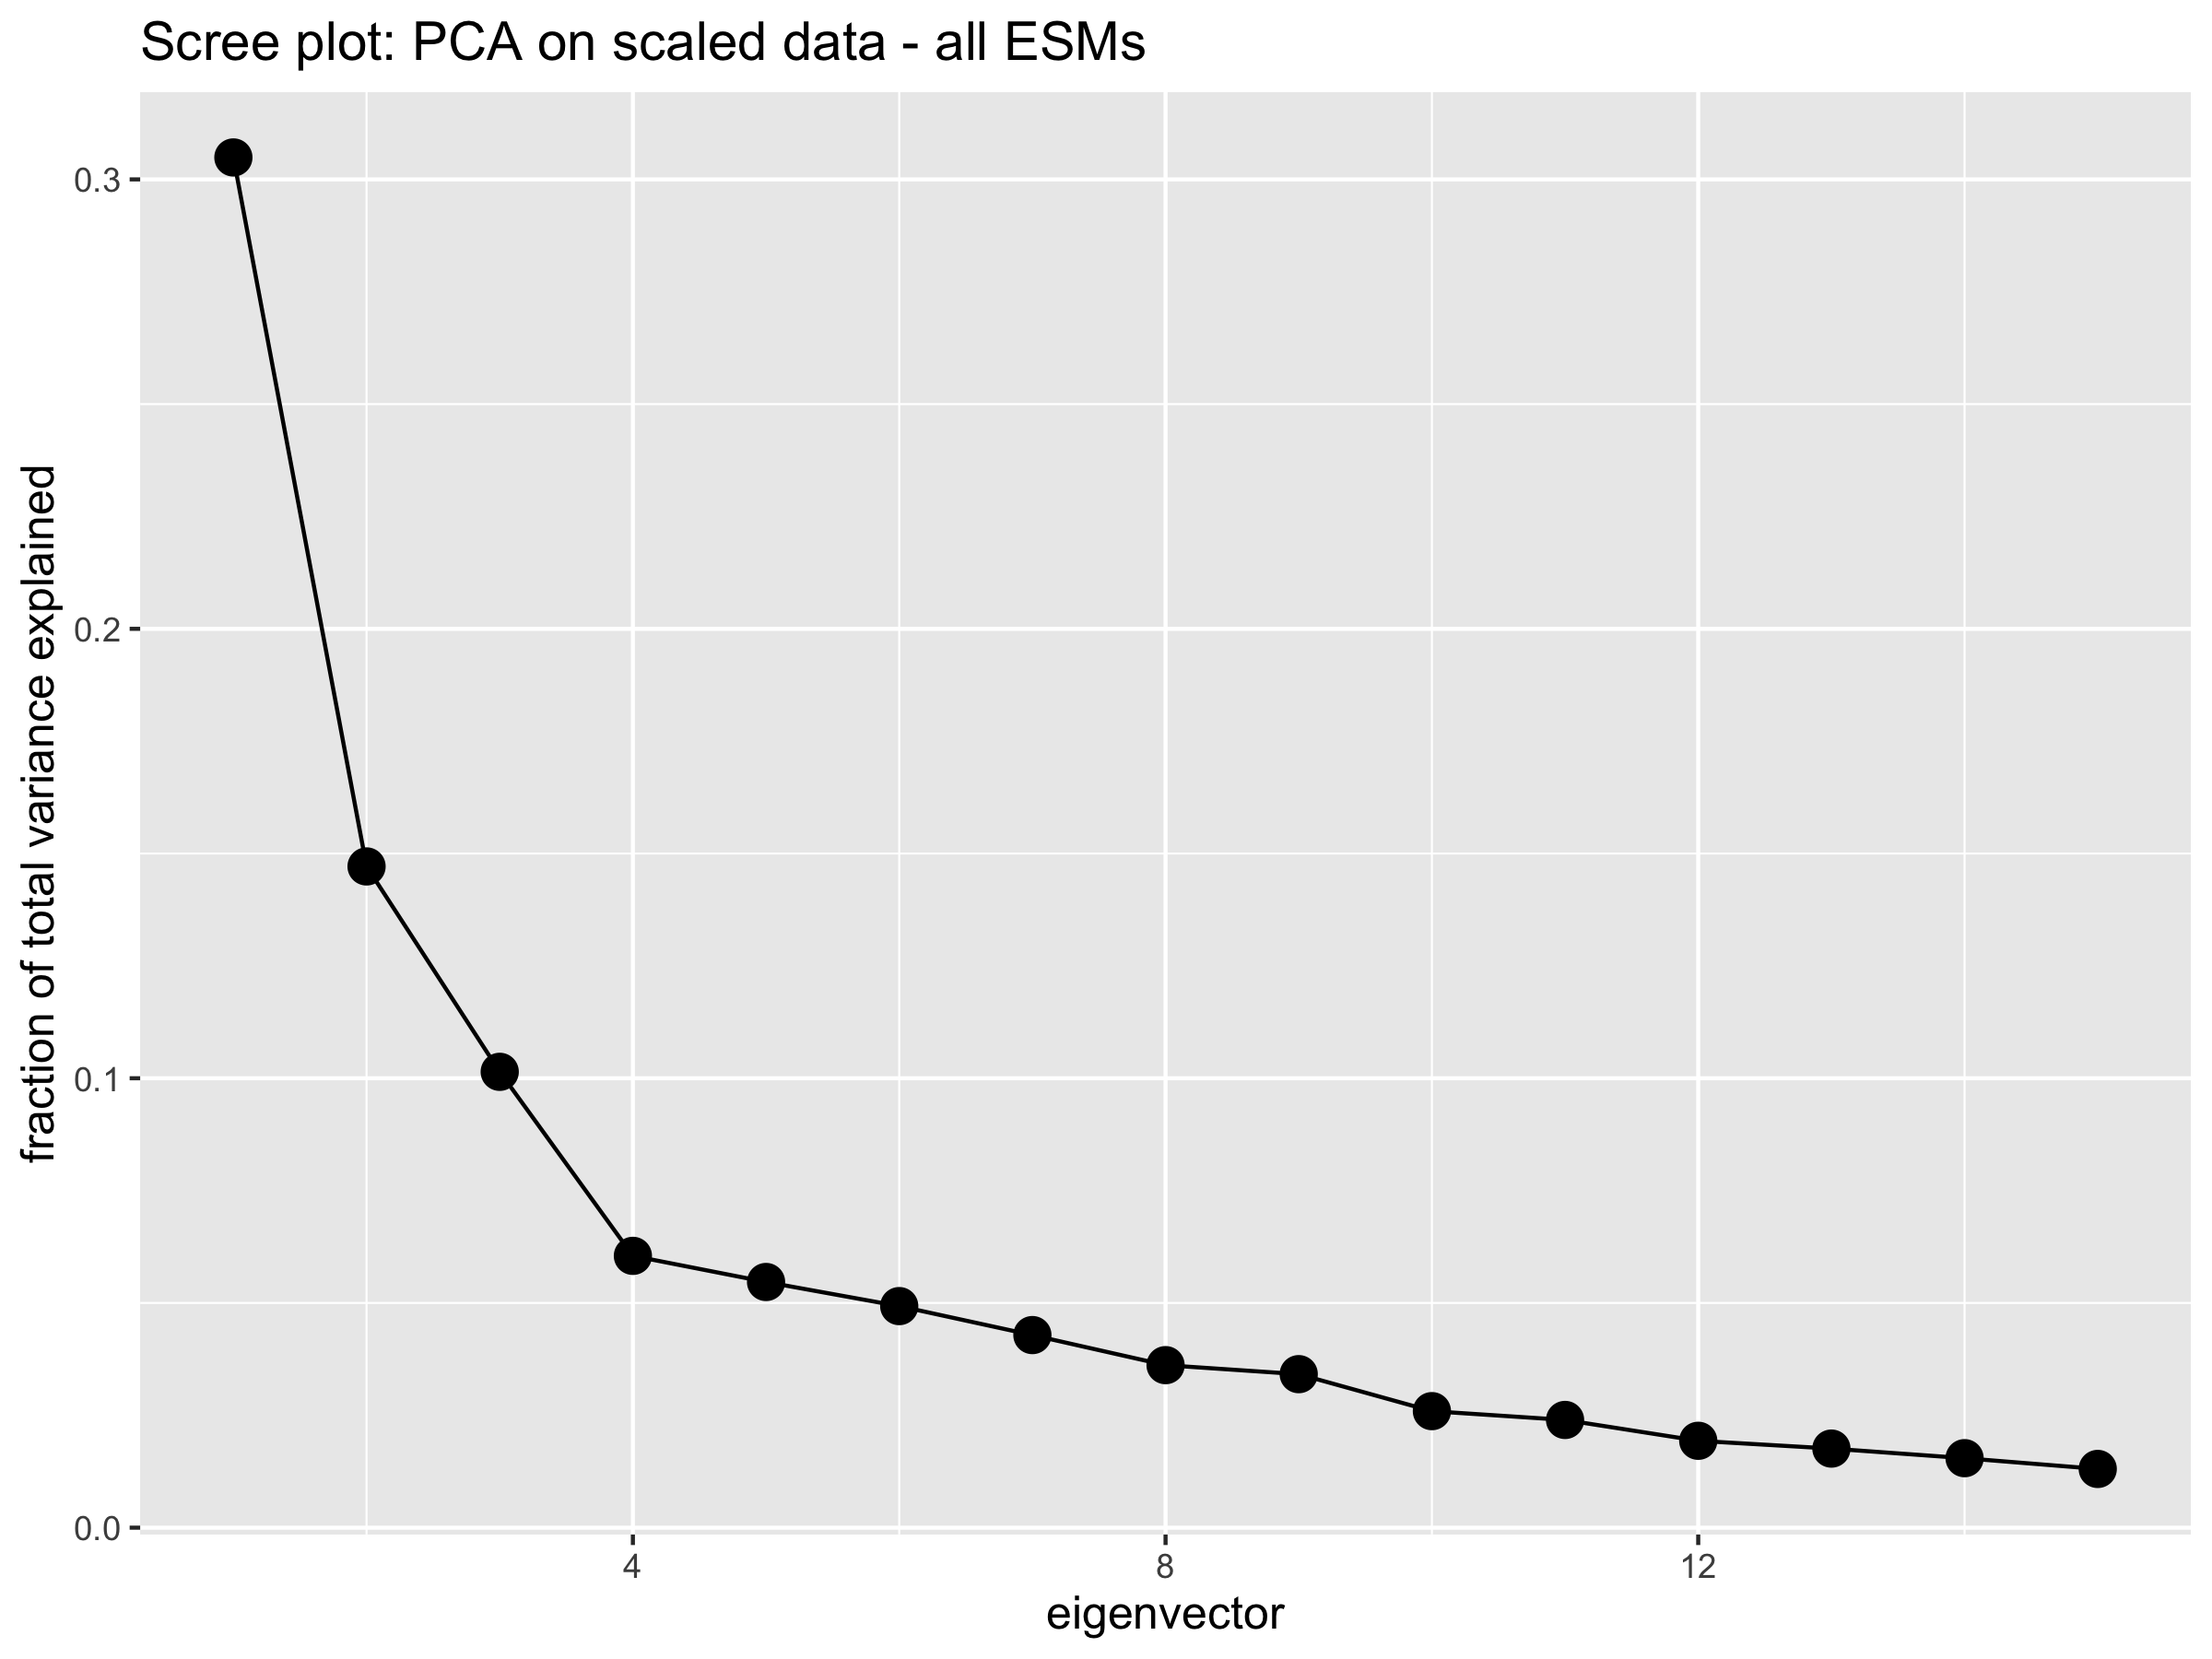 Scree plot: PCA on scaled data - all ESMs
fraction of total variance explained
0.3
0.2
0.1
0.0
4 8 12
eigenvector